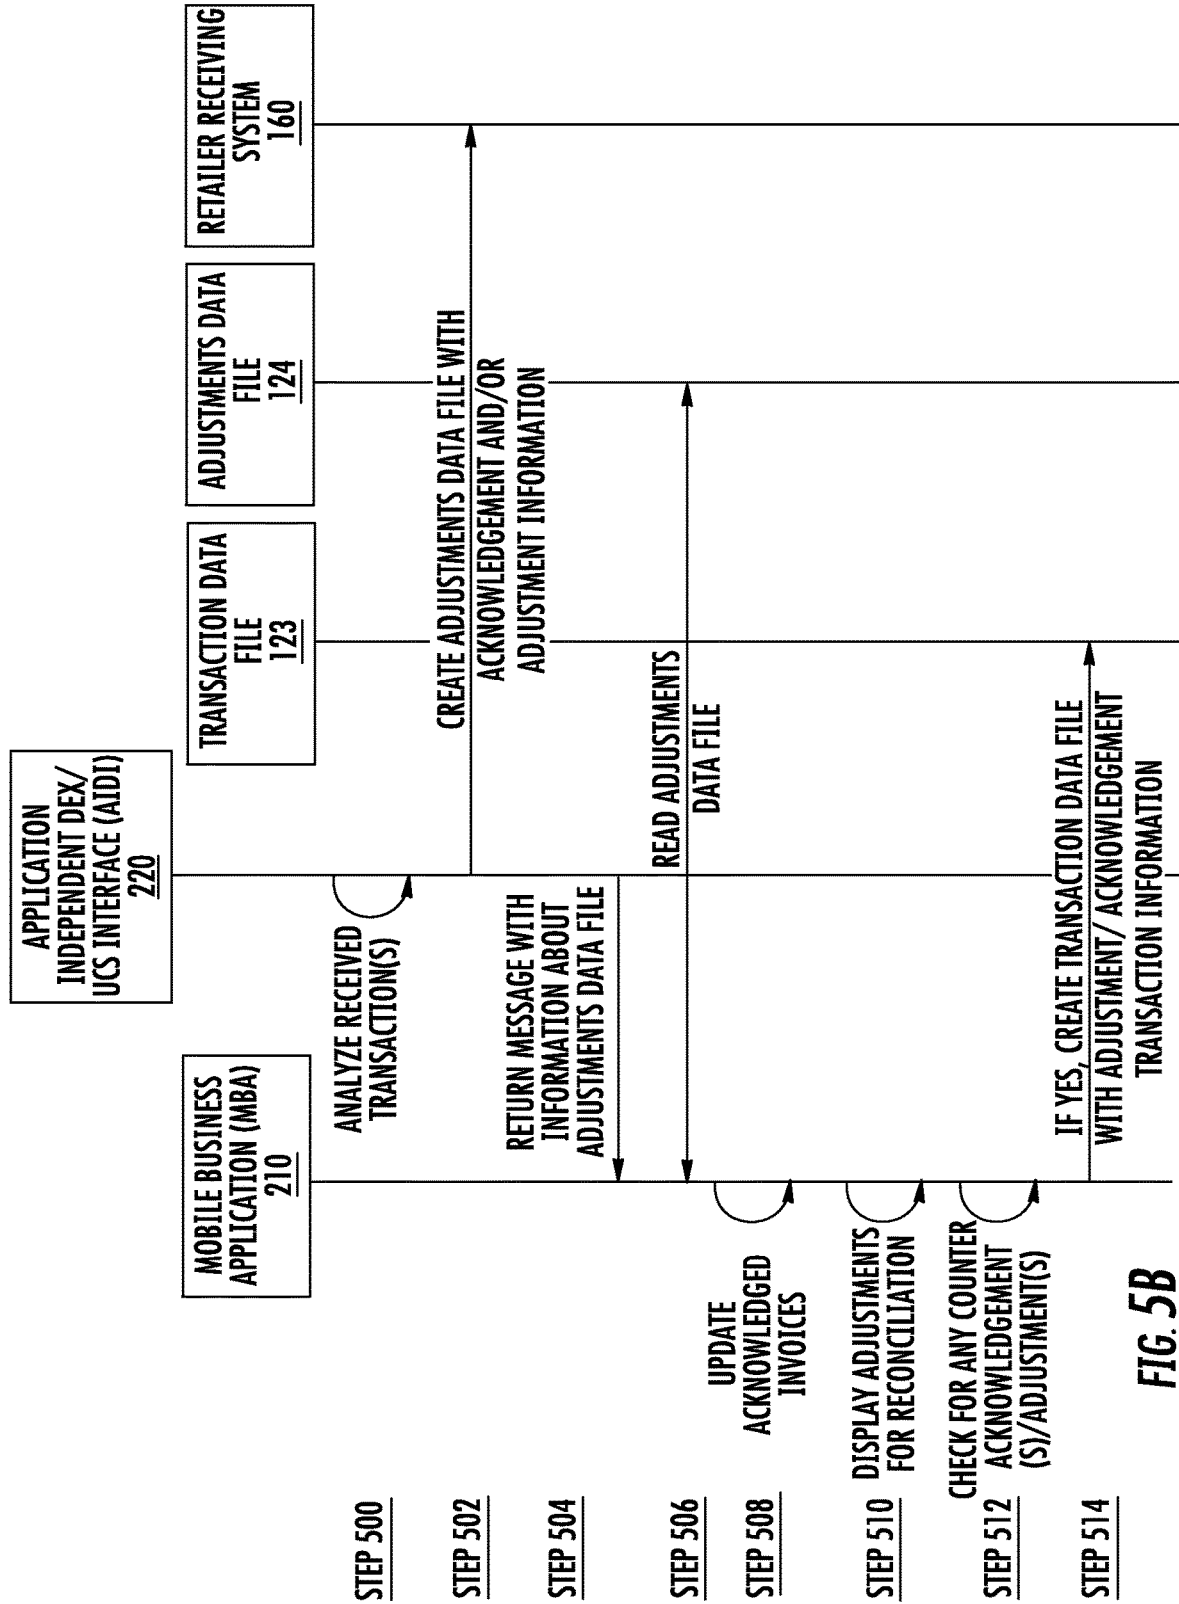 MOBILE BUSINESS
APPLICATION (MBA)
210
APPLICATION
INDEPENDENT DEX/
UCS INTERFACE (AIDI)
220
TRANSACTION DATA
FILE
123
ADJUSTMENTS DATA
FILE
124
RETAILER RECEIVING
SYSTEM
160
STEP 500
ANALYZE RECEIVED
TRANSACTION(S)
STEP 502
CREATE ADJUSTMENTS DATA FILE WITH
ACKNOWLEDGEMENT AND/OR
ADJUSTMENT INFORMATION
STEP 504
RETURN MESSAGE WITH
INFORMATION ABOUT
ADJUSTMENTS DATA FILE
STEP 506
READ ADJUSTMENTS
DATA FILE
STEP 508
UPDATE
ACKNOWLEDGED
INVOICES
STEP 510
DISPLAY ADJUSTMENTS
FOR RECONCILIATION
STEP 512
CHECK FOR ANY COUNTER
ACKNOWLEDGEMENT
(S)/ADJUSTMENT(S)
STEP 514
IF YES, CREATE TRANSACTION DATA FILE
WITH ADJUSTMENT/ ACKNOWLEDGEMENT
TRANSACTION INFORMATION
FIG. 5B